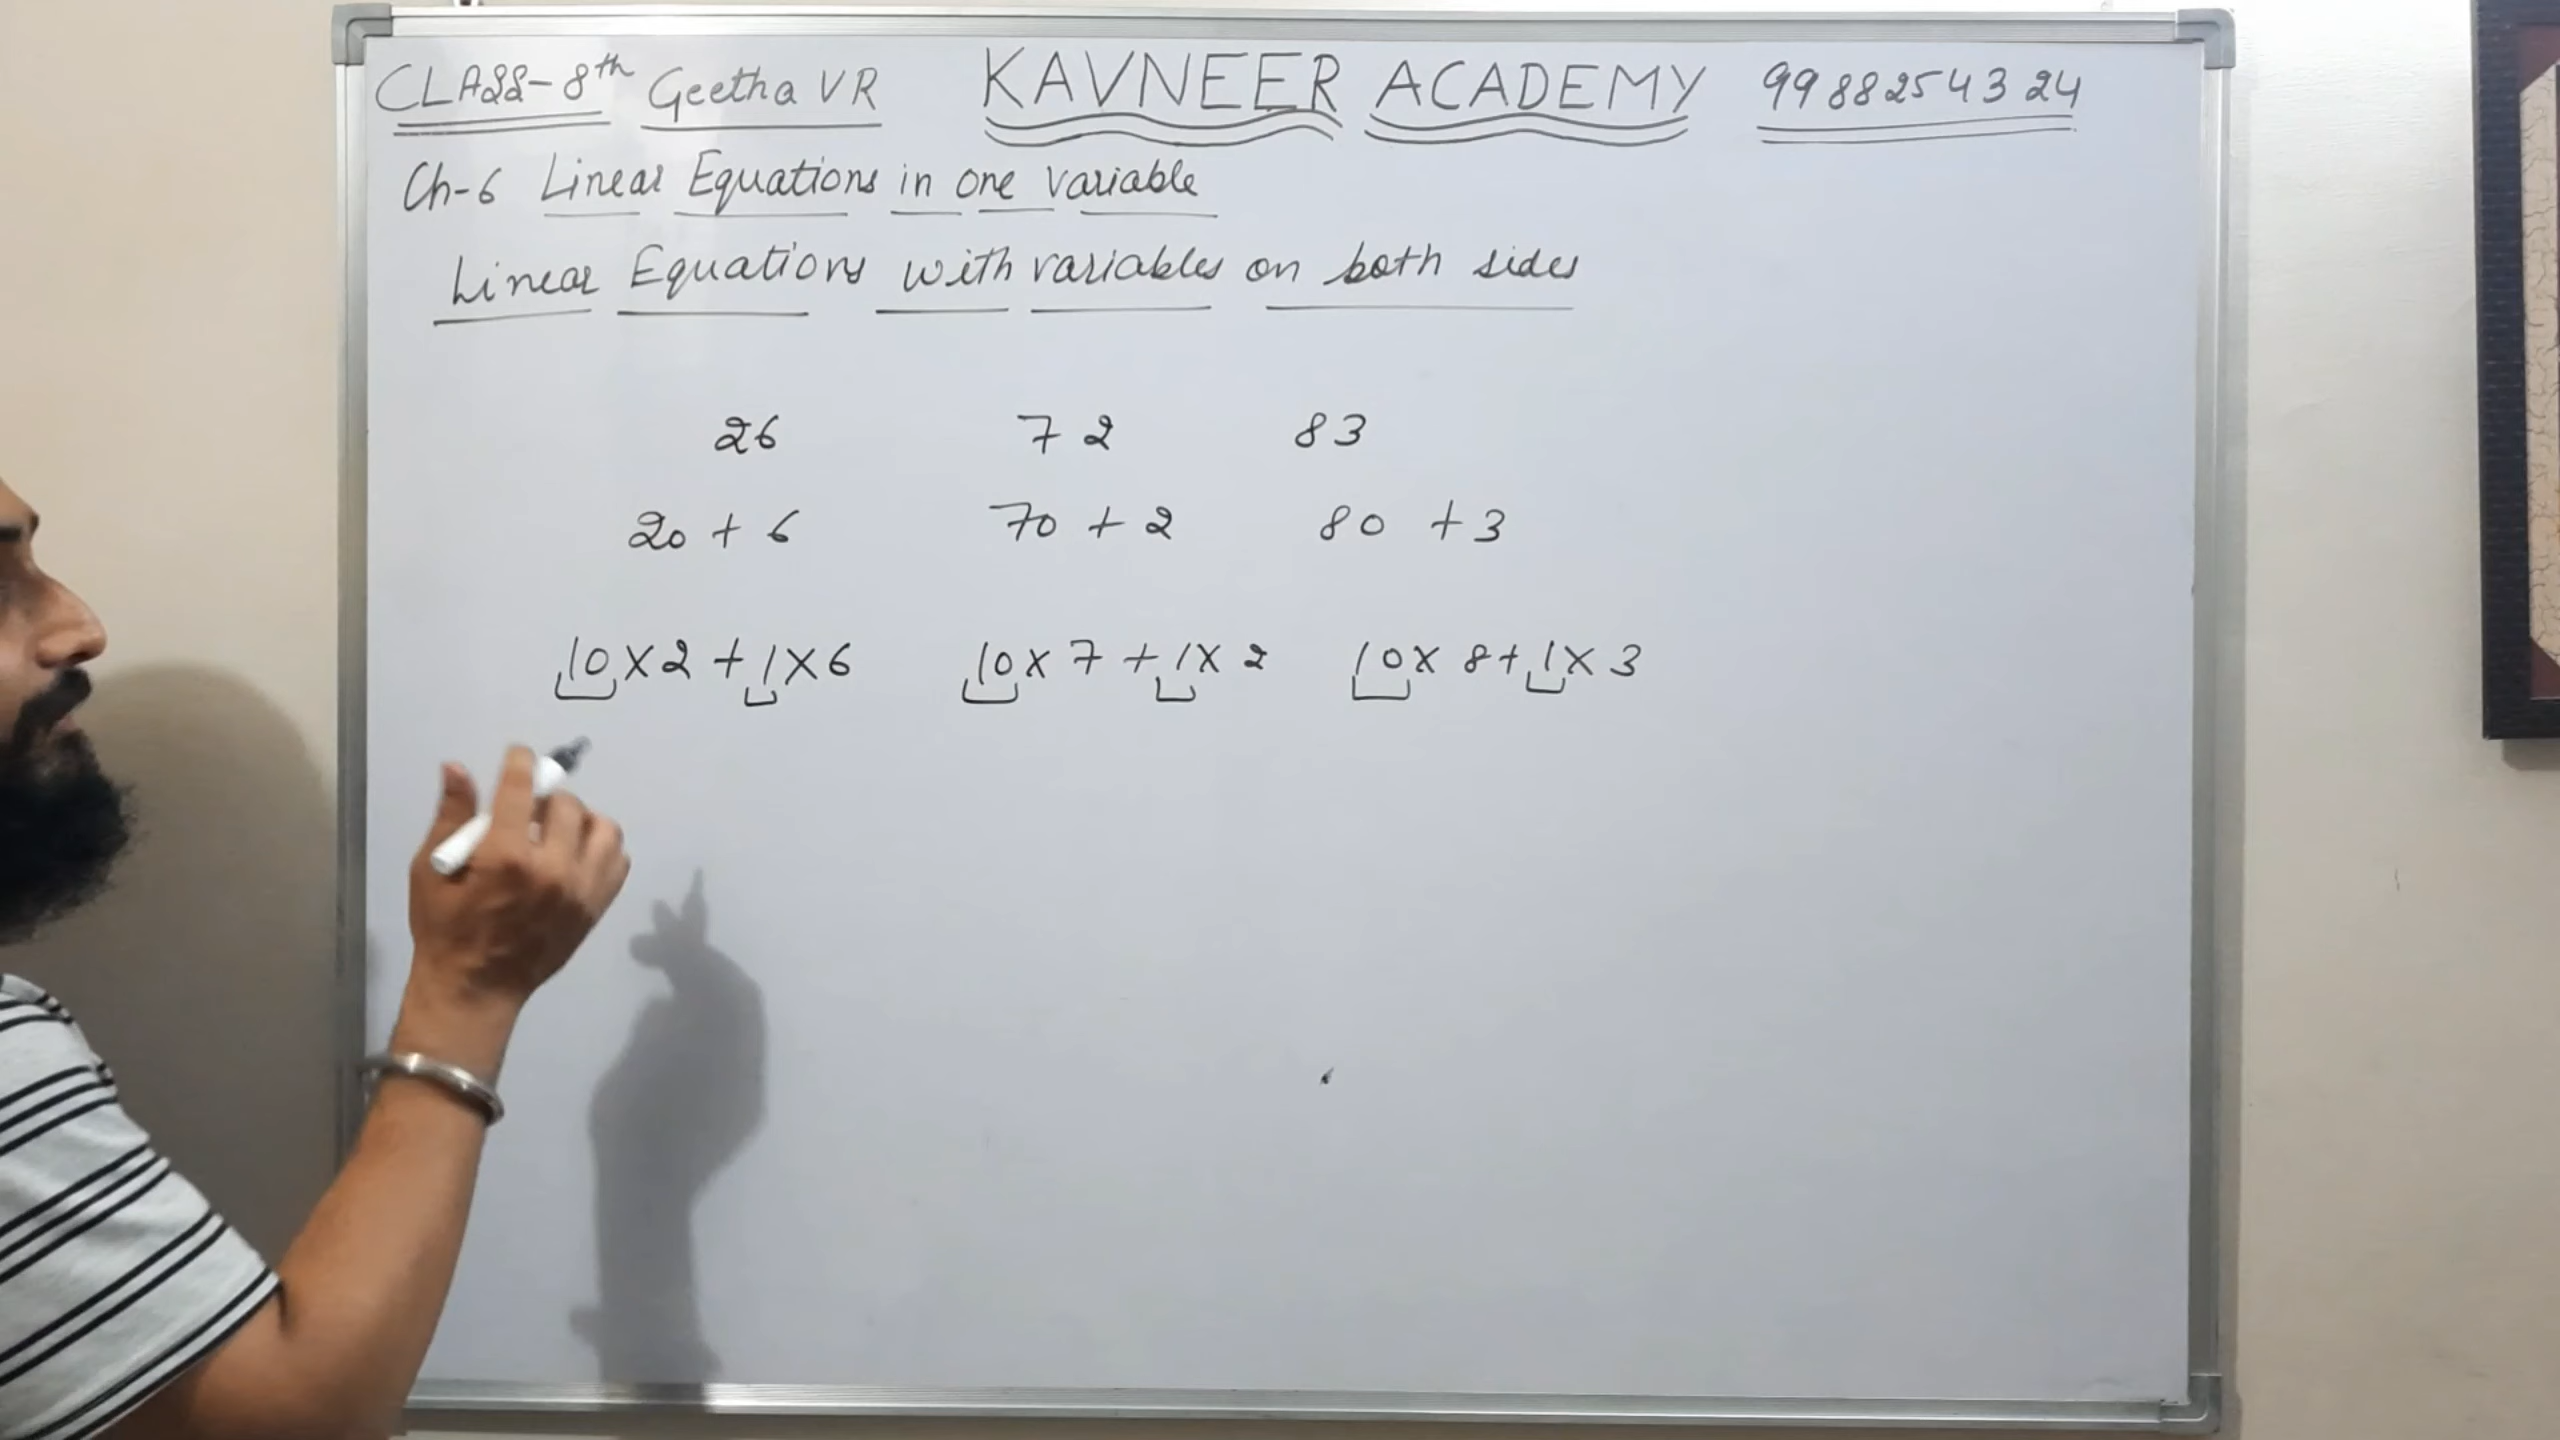 CLASS-8th Geetha VR KAVNEER ACADEMY 9988254324
Ch-6 Linear Equations in one variable
Linear Equations with variables on both sides
26 72 83
20 + 6 70 + 2 80 + 3
10 X 2 + 1 X 6 10 X 7 + 1 X 2 10 X 8 + 1 X 3